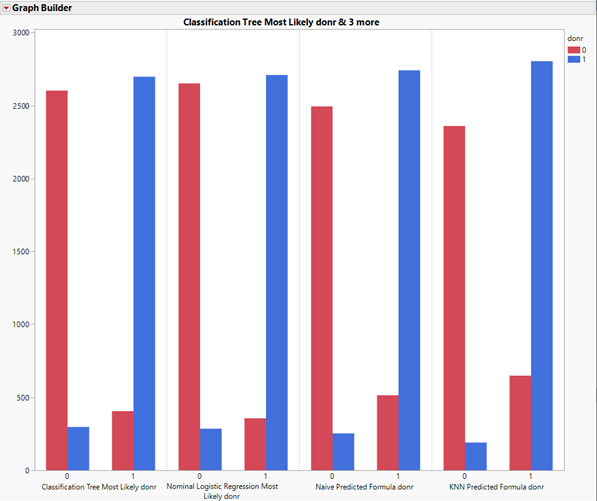 Graph Builder
Classification Tree Most Likely donr & 3 more
donr
0
1
3000
2500
2000
1500
1000
500
0
0 1 0 1 0 1 0 1
Classification Tree Most Likely donr
Nominal Logistic Regression Most
Likely donr
Naive Predicted Formula donr
KNN Predicted Formula donr